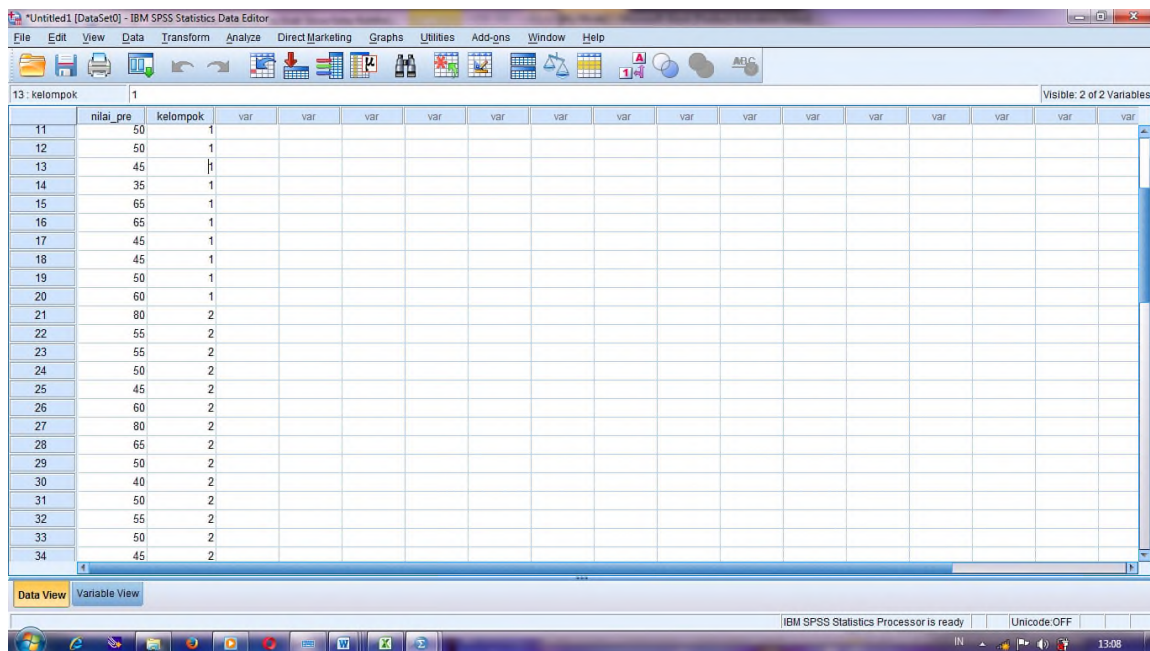 *Untitled1 [DataSet0] - IBM SPSS Statistics Data Editor
File Edit View Data Transform Analyze Direct Marketing Graphs Utilities Add-ons Window Help
13 : kelompok 1 Visible: 2 of 2 Variables
nilai_pre kelompok var var var var var var var var var var var var var
11 50 1
12 50 1
13 45 1
14 35 1
15 65 1
16 65 1
17 45 1
18 45 1
19 50 1
20 60 1
21 80 2
22 55 2
23 55 2
24 50 2
25 45 2
26 60 2
27 80 2
28 65 2
29 50 2
30 40 2
31 50 2
32 55 2
33 50 2
34 45 2
Data View Variable View
IBM SPSS Statistics Processor is ready Unicode:OFF
IN 13:08